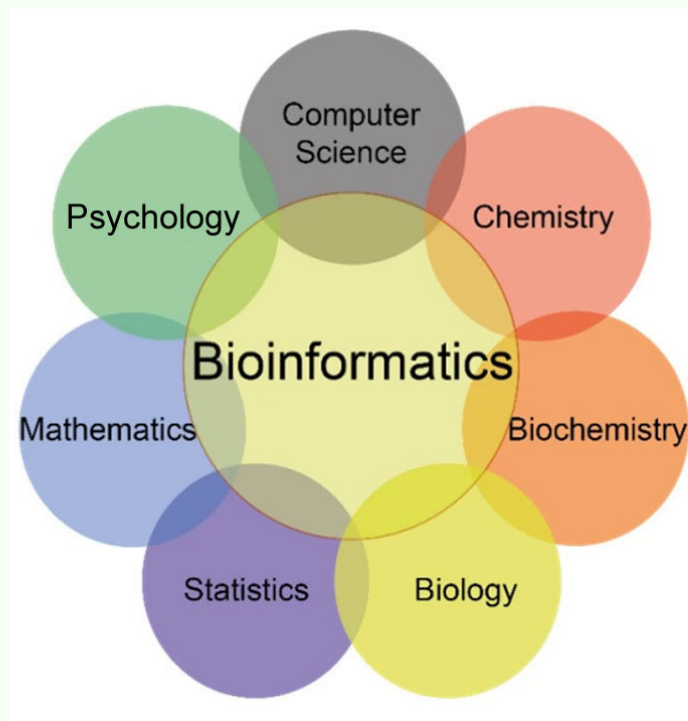 Computer
Science
Psychology
Chemistry
Bioinformatics
Mathematics
Biochemistry
Statistics
Biology